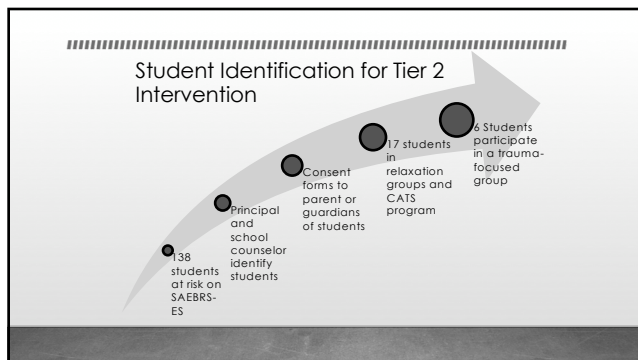 Student Identification for Tier 2
Intervention
138
students
at risk on
SAEBRS-
ES
Principal
and
school
counselor
identify
students
Consent
forms to
parent or
guardians
of students
17 students
in
relaxation
groups and
CATS
program
6 Students
participate
in a trauma-
focused
group